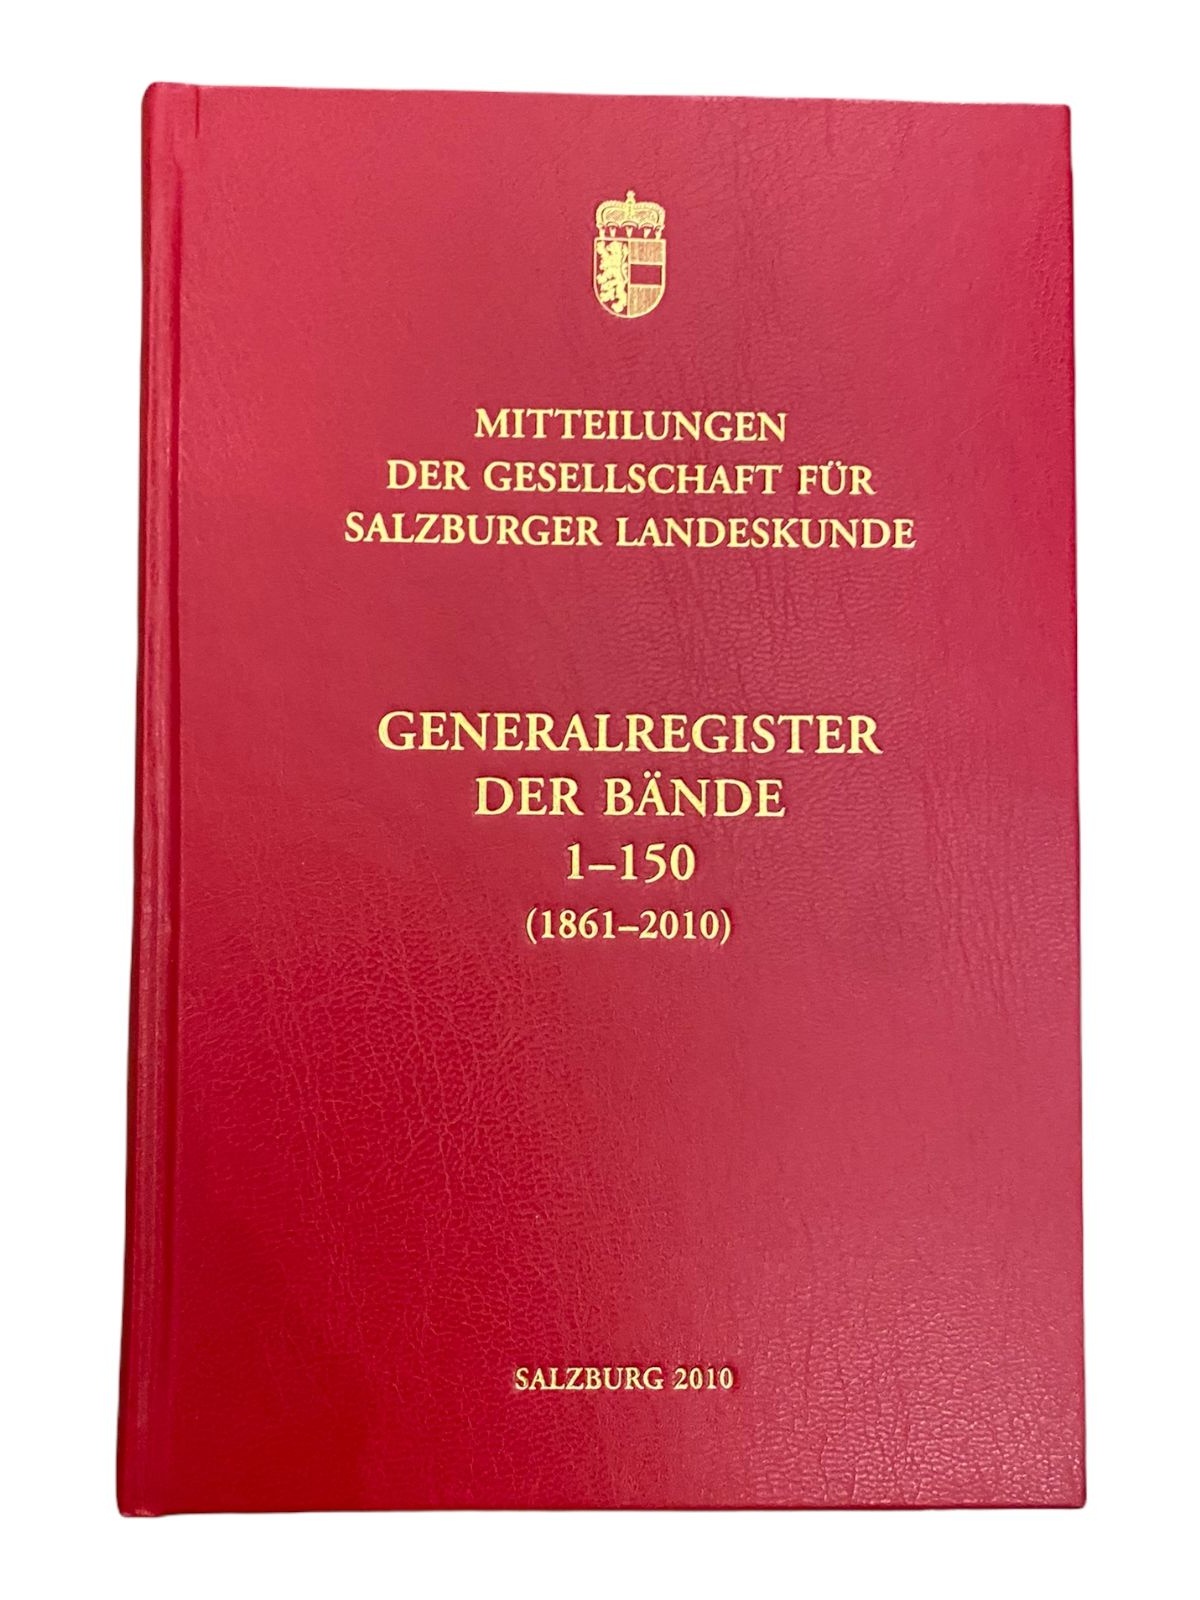 MITTEILUNGEN
DER GESELLSCHAFT FÜR
SALZBURGER LANDESKUNDE
GENERALREGISTER
DER BÄNDE
1–150
(1861–2010)
SALZBURG 2010